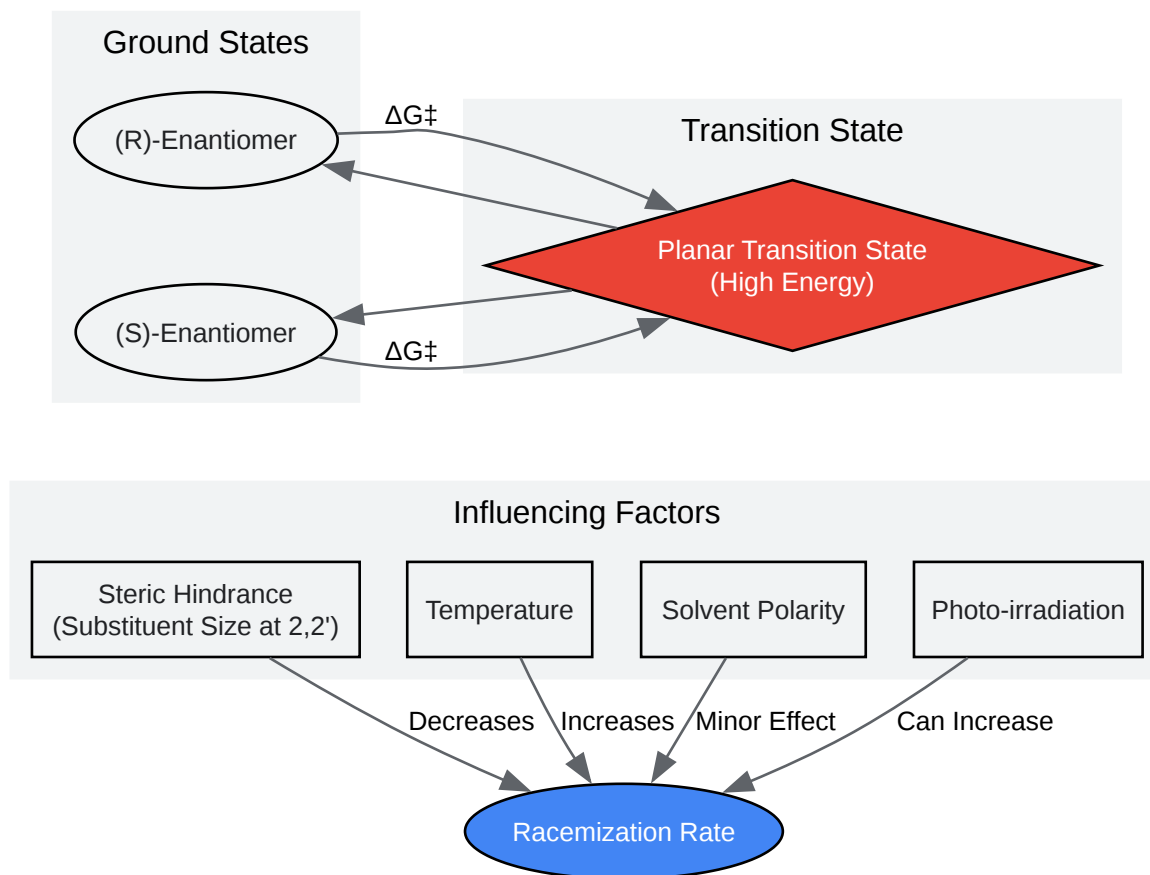 Ground States
(R)-Enantiomer
ΔG‡
Transition State
Planar Transition State
(High Energy)
(S)-Enantiomer
ΔG‡
Influencing Factors
Steric Hindrance
(Substituent Size at 2,2')
Temperature
Solvent Polarity
Photo-irradiation
Decreases
Increases
Minor Effect
Can Increase
Racemization Rate